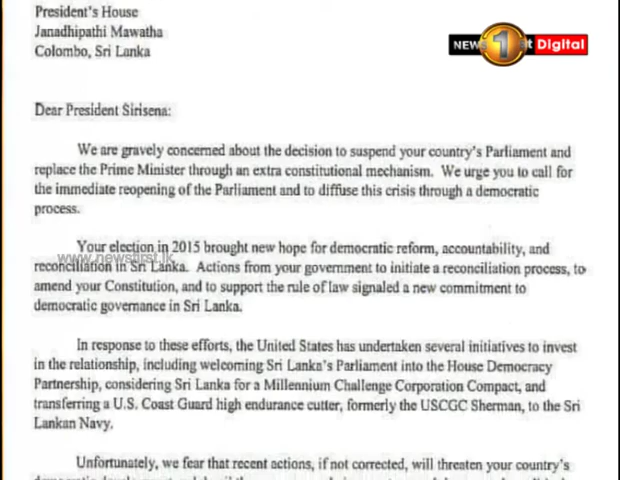 President's House
Janadhipathi Mawatha
Colombo, Sri Lanka
NEWS 1st Digital
Dear President Sirisena:
We are gravely concerned about the decision to suspend your country's Parliament and
replace the Prime Minister through an extra constitutional mechanism. We urge you to call for
the immediate reopening of the Parliament and to diffuse this crisis through a democratic
process.
Your election in 2015 brought new hope for democratic reform, accountability, and
www.newsfirst.lk
reconciliation in Sri Lanka. Actions from your government to initiate a reconciliation process, to
amend your Constitution, and to support the rule of law signaled a new commitment to
democratic governance in Sri Lanka.
In response to these efforts, the United States has undertaken several initiatives to invest
in the relationship, including welcoming Sri Lanka's Parliament into the House Democracy
Partnership, considering Sri Lanka for a Millennium Challenge Corporation Compact, and
transferring a U.S. Coast Guard high endurance cutter, formerly the USCGC Sherman, to the Sri
Lankan Navy.
Unfortunately, we fear that recent actions, if not corrected, will threaten your country's